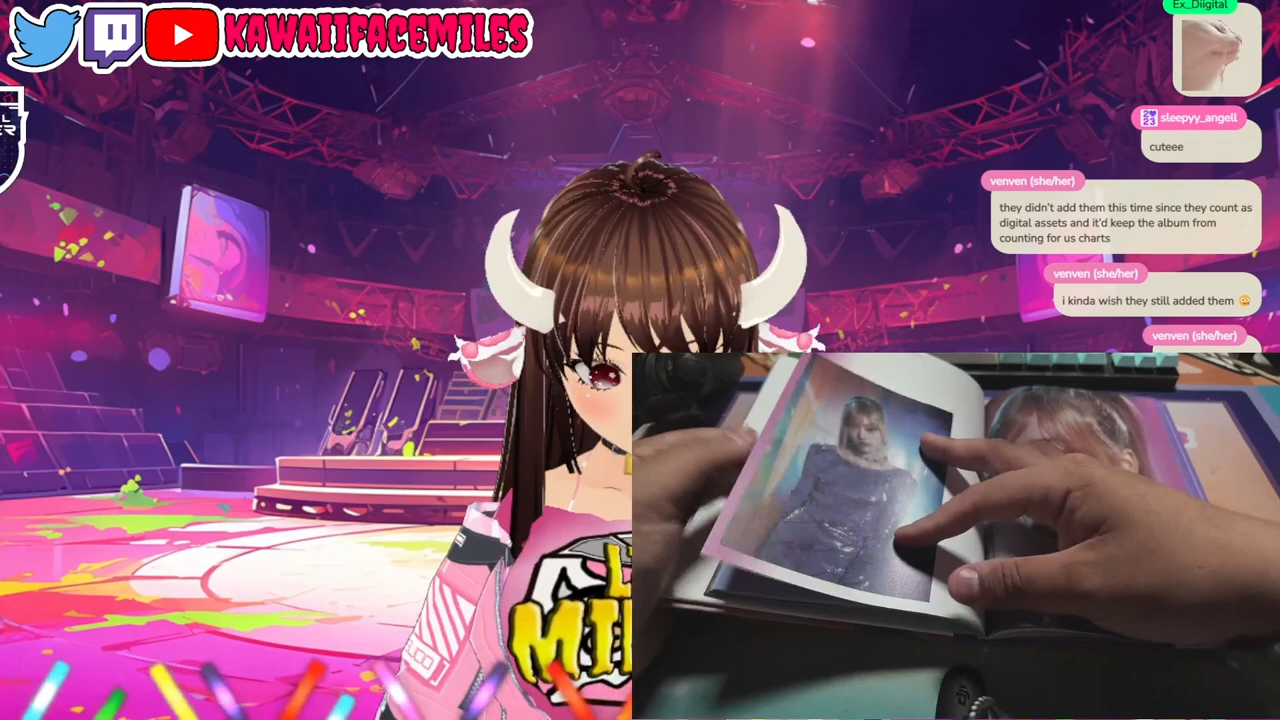 KAWAIIFACEMILES
Ex_Diigital
sleepyy_angell
cuteee
venven (she/her)
they didn't add them this time since they count as
digital assets and it'd keep the album from
counting for us charts
venven (she/her)
i kinda wish they still added them
venven (she/her)